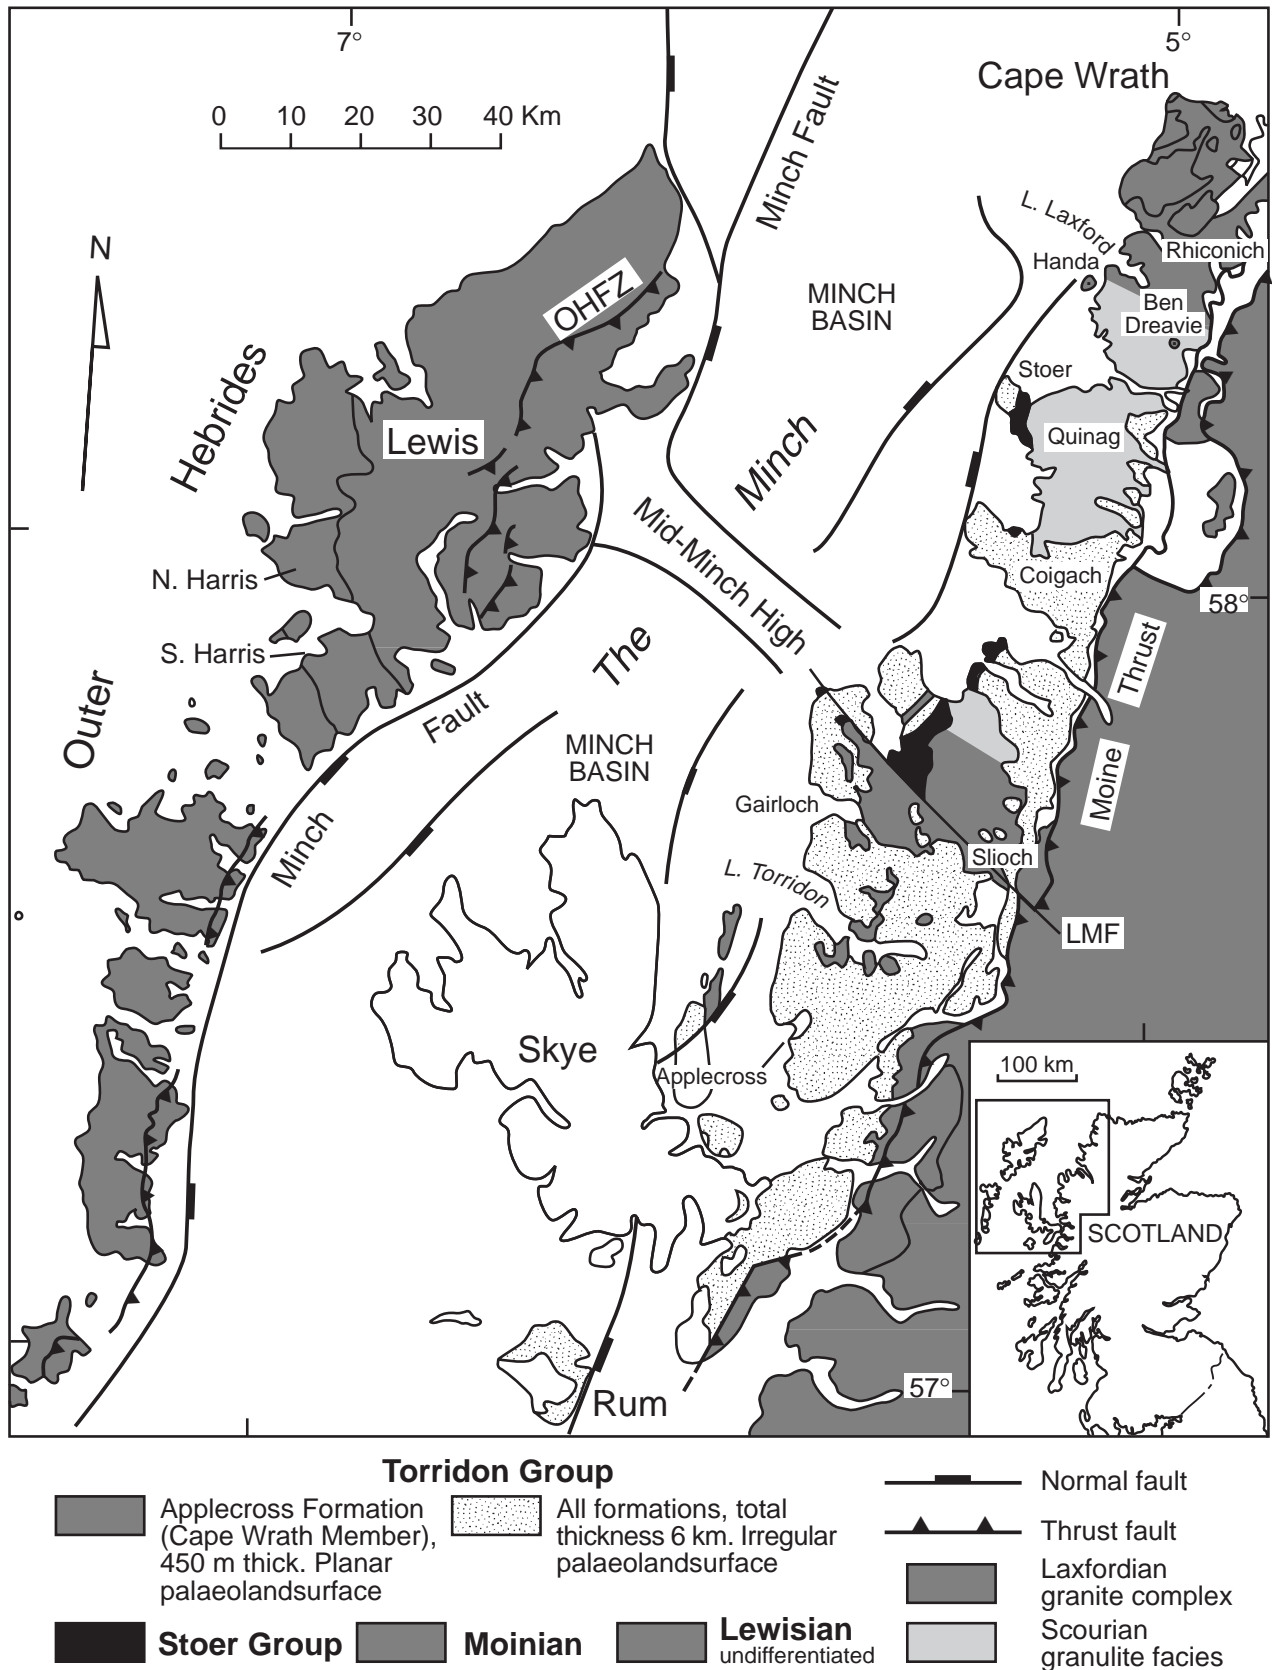 7°
5°
Cape Wrath
0 10 20 30 40 Km
Minch Fault
N
L. Laxford
Rhiconich
Handa
OHFZ
MINCH
BASIN
Ben
Dreavie
Hebrides
Stoer
Lewis
Quinag
Minch
Mid-Minch High
N. Harris
Coigach
58°
S. Harris
The
Thrust
Outer
Fault
MINCH
BASIN
Moine
Gairloch
Minch
Slioch
L. Torridon
LMF
Skye
Applecross
100 km
SCOTLAND
57°
Rum
Torridon Group
Applecross Formation
(Cape Wrath Member),
450 m thick. Planar
palaeolandsurface
All formations, total
thickness 6 km. Irregular
palaeolandsurface
Normal fault
Thrust fault
Laxfordian
granite complex
Stoer Group
Moinian
Lewisian
undifferentiated
Scourian
granulite facies